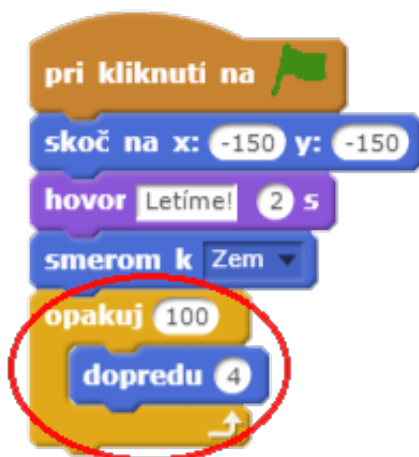 pri kliknutí na
skoč na x: -150 y: -150
hovor Letíme! 2 s
smerom k Zem
opakuj 100
dopredu 4